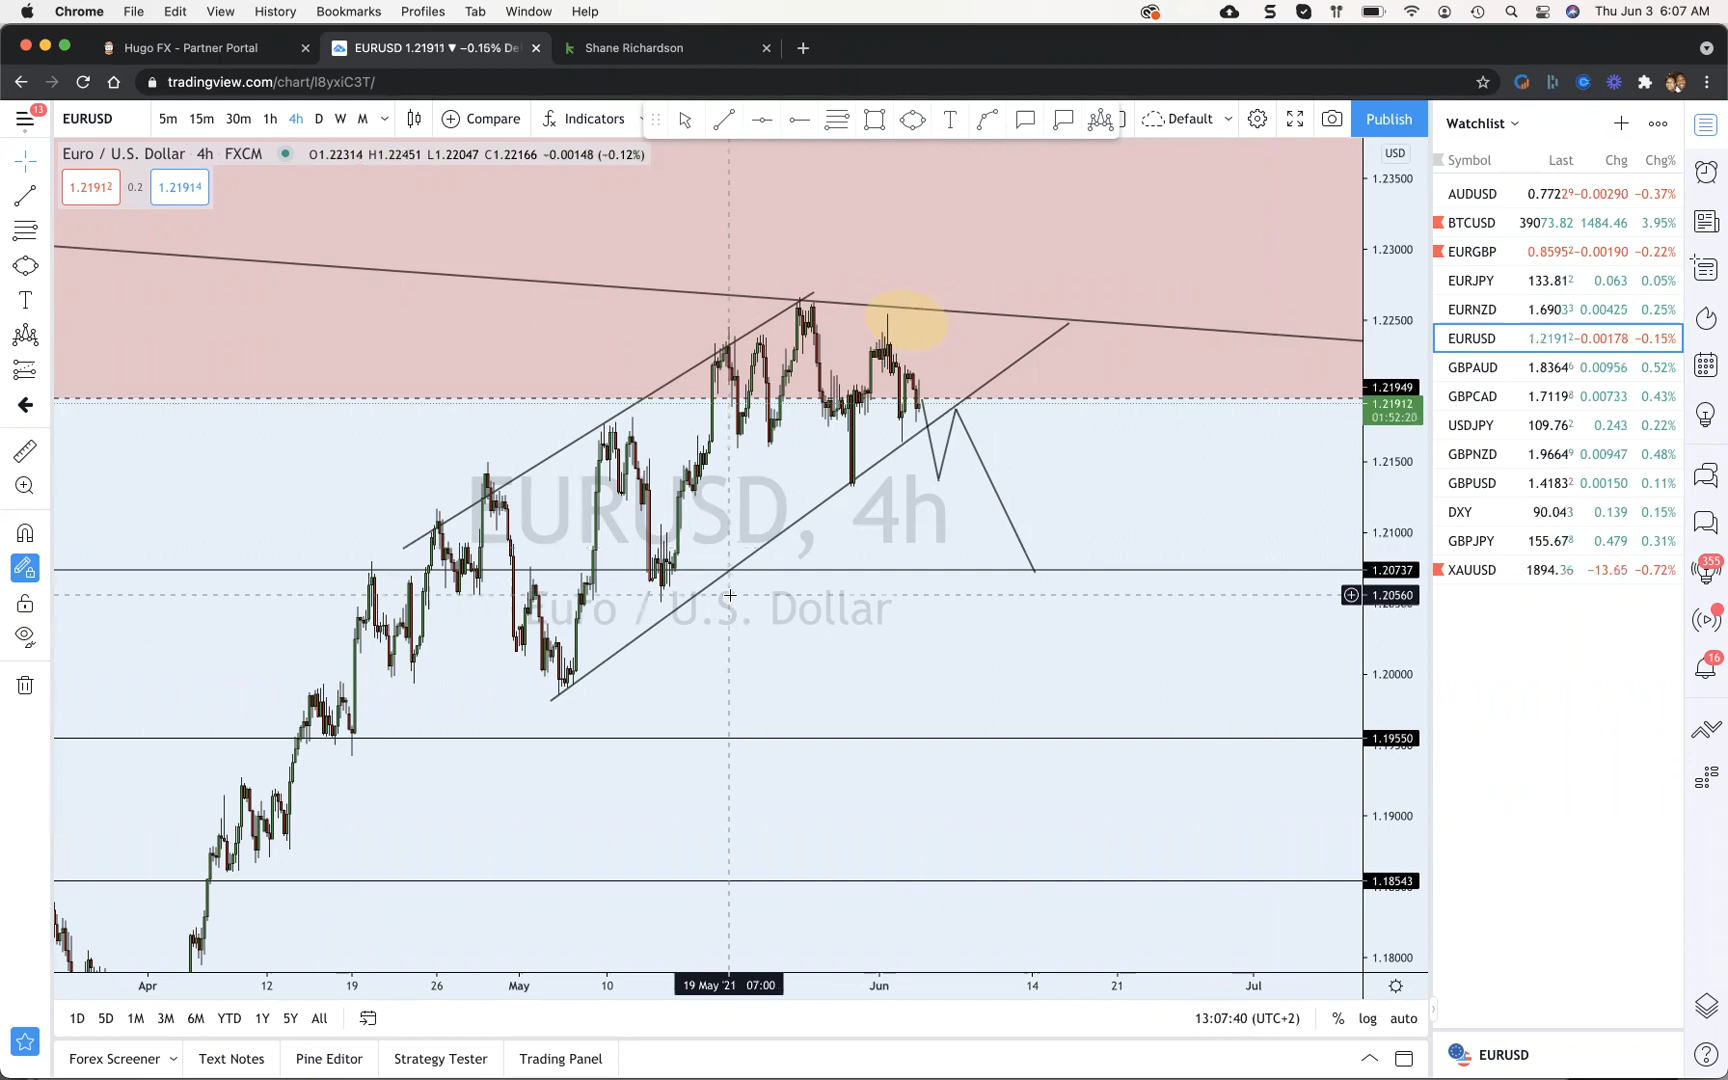 Chrome File Edit View History Bookmarks Profiles Tab Window Help Thu Jun 3 6:07 AM
Hugo FX - Partner Portal EURUSD 1.21911 ▼ −0.15% De Shane Richardson
tradingview.com/chart/l8yxiC3T/
13
EURUSD 5m 15m 30m 1h 4h D W M Compare Indicators Default Publish
Euro / U.S. Dollar · 4h · FXCM O1.22314 H1.22451 L1.22047 C1.22166 −0.00148 (−0.12%)
1.21912 0.2 1.21914
USD
1.23500
1.23000
1.22500
1.21949
1.21912
01:52:20
1.21500
1.21000
1.20737
1.20560
1.20000
1.19550
1.19000
1.18543
1.18000
EURUSD, 4h
Euro / U.S. Dollar
Apr 12 19 26 May 10 19 May '21 07:00 Jun 14 21 Jul
1D 5D 1M 3M 6M YTD 1Y 5Y All 13:07:40 (UTC+2) % log auto
Forex Screener Text Notes Pine Editor Strategy Tester Trading Panel
Watchlist
Symbol Last Chg Chg%
AUDUSD 0.77229 −0.00290 −0.37%
BTCUSD 39073.82 1484.46 3.95%
EURGBP 0.85952 −0.00190 −0.22%
EURJPY 133.812 0.063 0.05%
EURNZD 1.69033 0.00425 0.25%
EURUSD 1.21912 −0.00178 −0.15%
GBPAUD 1.83646 0.00956 0.52%
GBPCAD 1.71198 0.00733 0.43%
USDJPY 109.762 0.243 0.22%
GBPNZD 1.96649 0.00947 0.48%
GBPUSD 1.41832 0.00150 0.11%
DXY 90.043 0.139 0.15%
GBPJPY 155.678 0.479 0.31%
XAUUSD 1894.36 −13.65 −0.72%
355
16
EURUSD